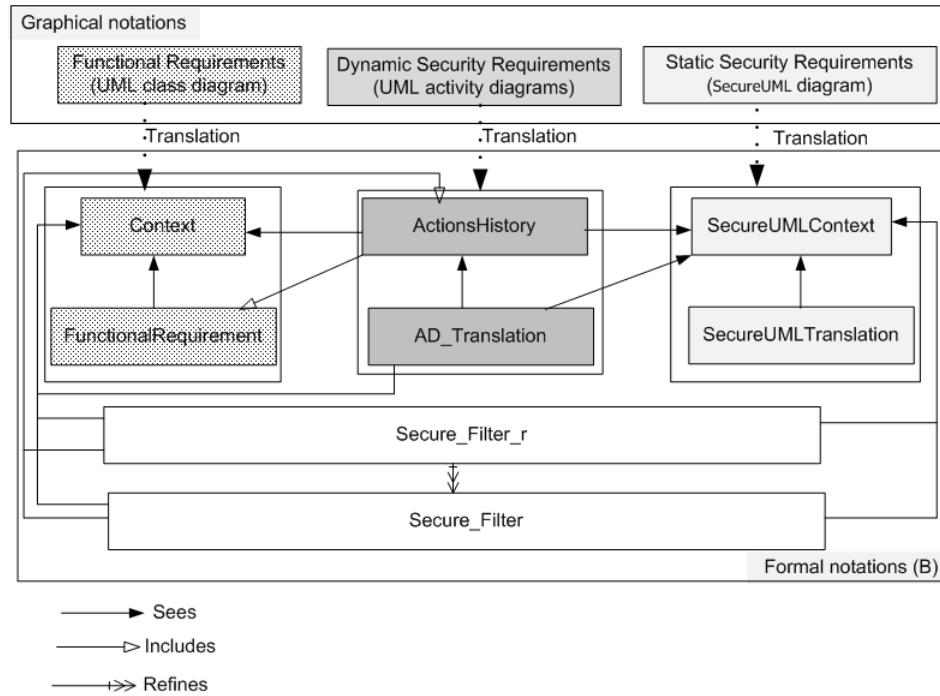 Graphical notations
Functional Requirements
(UML class diagram)
Dynamic Security Requirements
(UML activity diagrams)
Static Security Requirements
(SecureUML diagram)
Translation
Translation
Translation
Context
ActionsHistory
SecureUMLContext
FunctionalRequirement
AD_Translation
SecureUMLTranslation
Secure_Filter_r
Secure_Filter
Formal notations (B)
Sees
Includes
Refines